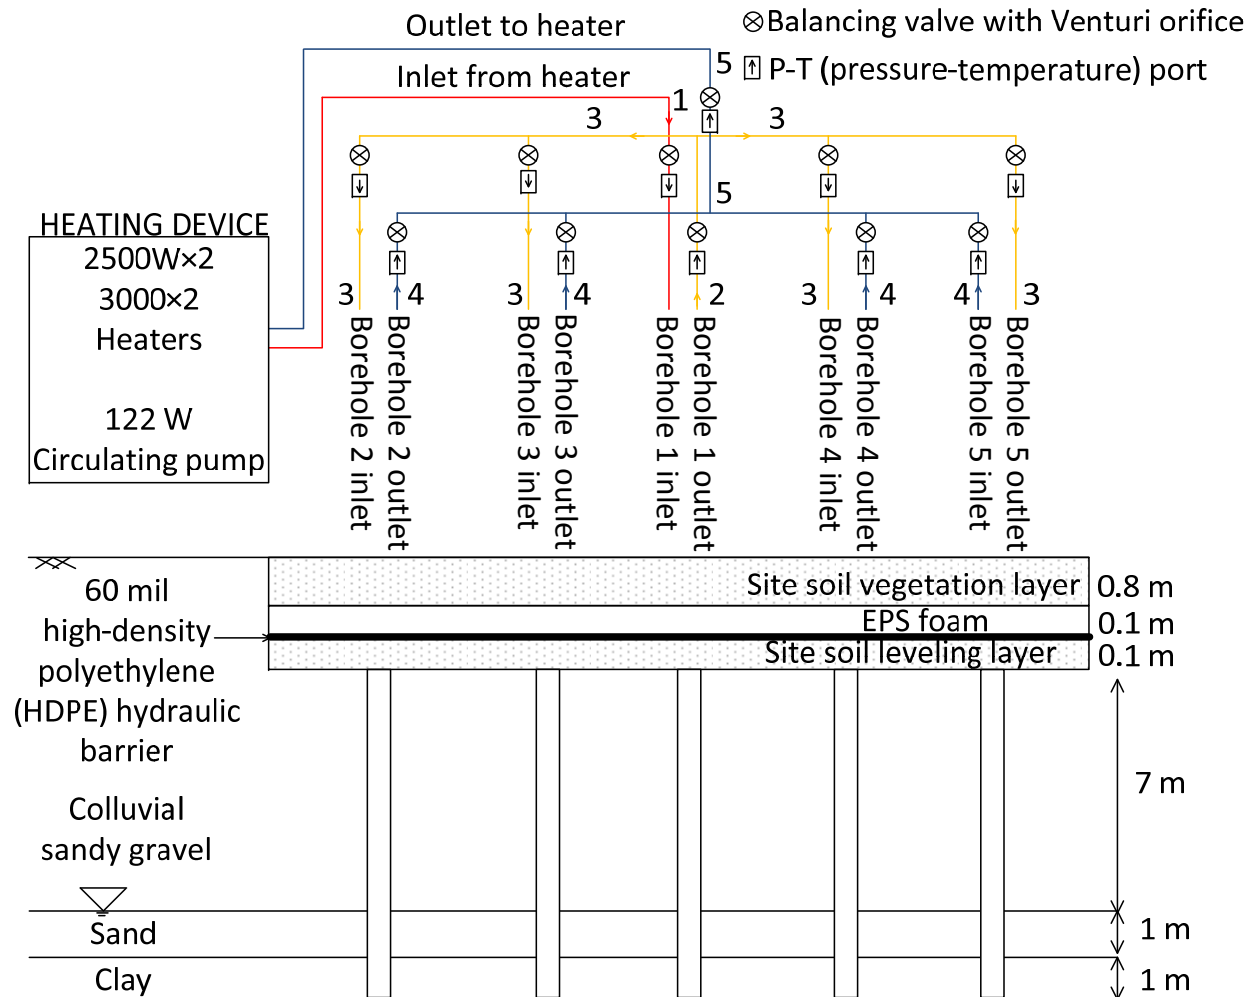 Outlet to heater
Balancing valve with Venturi orifice
5
P-T (pressure-temperature) port
Inlet from heater
1
3
3
5
HEATING DEVICE
2500W×2
3000×2
Heaters
122 W
Circulating pump
3
4
3
4
2
3
4
4
3
Borehole 2 inlet
Borehole 2 outlet
Borehole 3 inlet
Borehole 3 outlet
Borehole 1 inlet
Borehole 1 outlet
Borehole 4 inlet
Borehole 4 outlet
Borehole 5 inlet
Borehole 5 outlet
Site soil vegetation layer
0.8 m
EPS foam
0.1 m
Site soil leveling layer
0.1 m
60 mil
high-density
polyethylene
(HDPE) hydraulic
barrier
7 m
Colluvial
sandy gravel
Sand
1 m
Clay
1 m